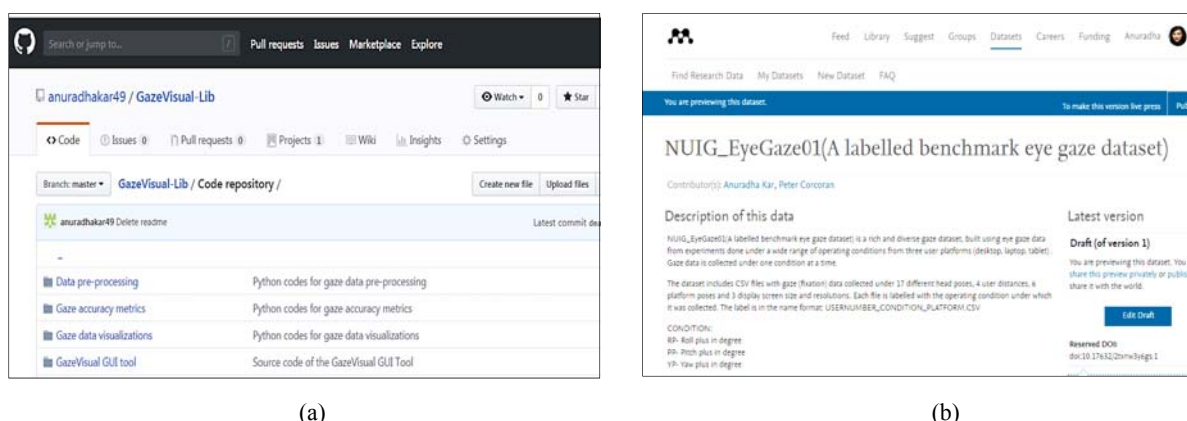 Search or jump to...
/
Pull requests Issues Marketplace Explore
anuradhakar49 / GazeVisual-Lib
Watch 0 Star
Code Issues 0 Pull requests 0 Projects 1 Wiki Insights Settings
Branch: master GazeVisual-Lib / Code repository /
Create new file Upload files
anuradhakar49 Delete readme
Latest commit
..
Data pre-processing Python codes for gaze data pre-processing
Gaze accuracy metrics Python codes for gaze accuracy metrics
Gaze data visualizations Python codes for gaze data visualizations
GazeVisual GUI tool Source code of the GazeVisual GUI Tool
(a)
Feed Library Suggest Groups Datasets Careers Funding Anuradha
Find Research Data My Datasets New Dataset FAQ
You are previewing this dataset.
To make this version live press
NUIG_EyeGaze01(A labelled benchmark eye gaze dataset)
Contributor(s): Anuradha Kar, Peter Corcoran
Description of this data
NUIG_EyeGaze01(A labelled benchmark eye gaze dataset) is a rich and diverse gaze dataset, built using eye gaze data
from experiments done under a wide range of operating conditions from three user platforms (desktop, laptop, tablet).
Gaze data is collected under one condition at a time.
The dataset includes CSV files with gaze (fixation) data collected under 17 different head poses, 4 user distances, 6
platform poses and 3 display screen size and resolutions. Each file is labelled with the operating condition under which
it was collected. The label is in the name format: USERNUMBER_CONDITION_PLATFORM.CSV
CONDITION:
RP- Roll plus in degree
PP- Pitch plus in degree
YP- Yaw plus in degree
Latest version
Draft (of version 1)
You are previewing this dataset. You
share this preview privately or
share it with the world.
Edit Draft
Reserved DOI:
(b)